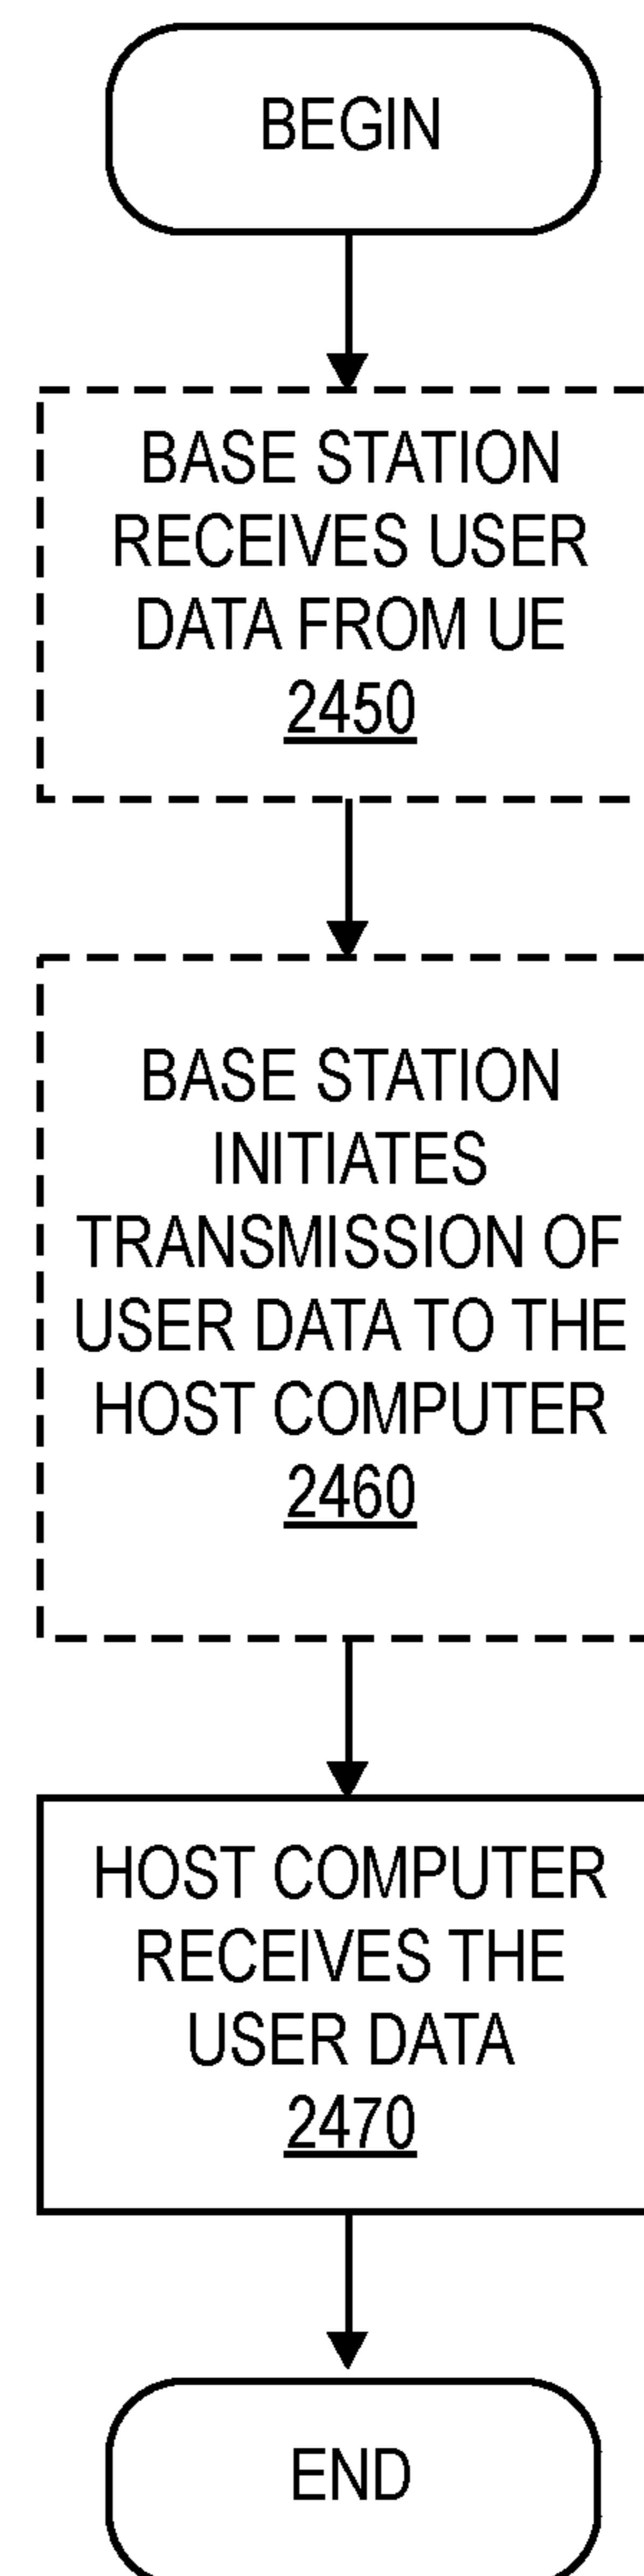 BEGIN
BASE STATION
RECEIVES USER
DATA FROM UE
2450
BASE STATION
INITIATES
TRANSMISSION OF
USER DATA TO THE
HOST COMPUTER
2460
HOST COMPUTER
RECEIVES THE
USER DATA
2470
END